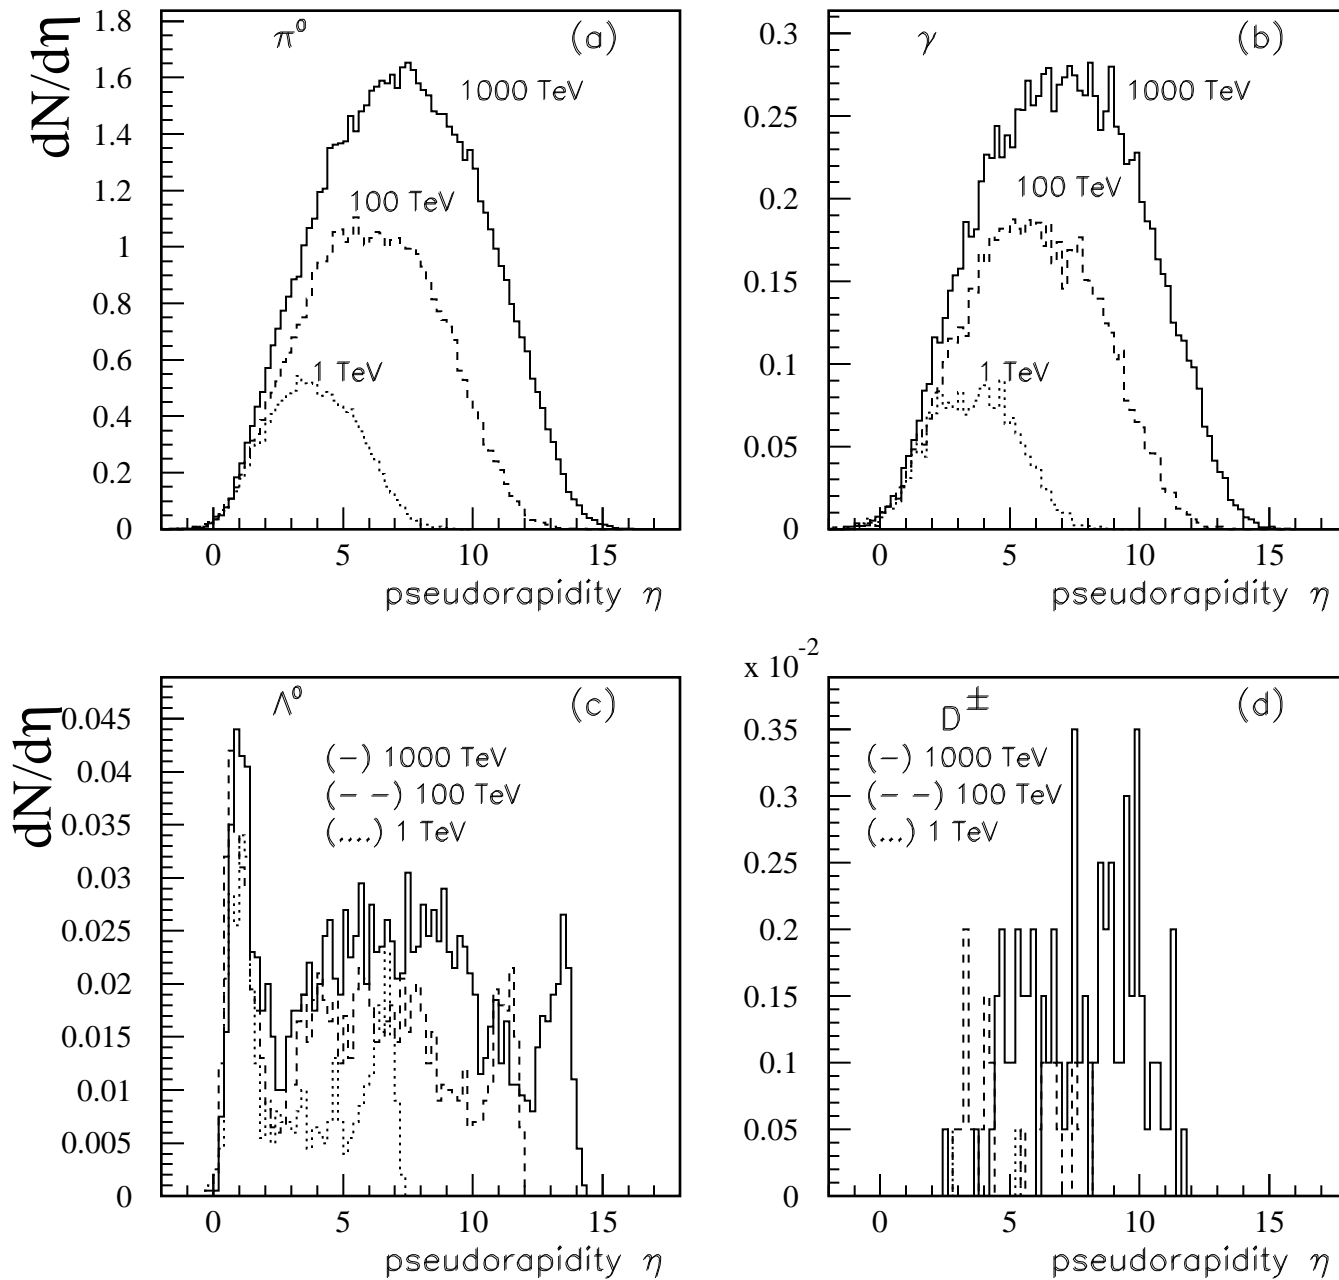 dN/dη
π⁰
(a)
1000 TeV
100 TeV
1 TeV
1.8
1.6
1.4
1.2
1
0.8
0.6
0.4
0.2
0
0 5 10 15
pseudorapidity η
γ
(b)
1000 TeV
100 TeV
1 TeV
0.3
0.25
0.2
0.15
0.1
0.05
0
0 5 10 15
pseudorapidity η
dN/dη
Λ⁰
(c)
(–) 1000 TeV
(– –) 100 TeV
(....) 1 TeV
0.045
0.04
0.035
0.03
0.025
0.02
0.015
0.01
0.005
0
0 5 10 15
pseudorapidity η
x 10⁻²
D±
(d)
(–) 1000 TeV
(– –) 100 TeV
(...) 1 TeV
0.35
0.3
0.25
0.2
0.15
0.1
0.05
0
0 5 10 15
pseudorapidity η